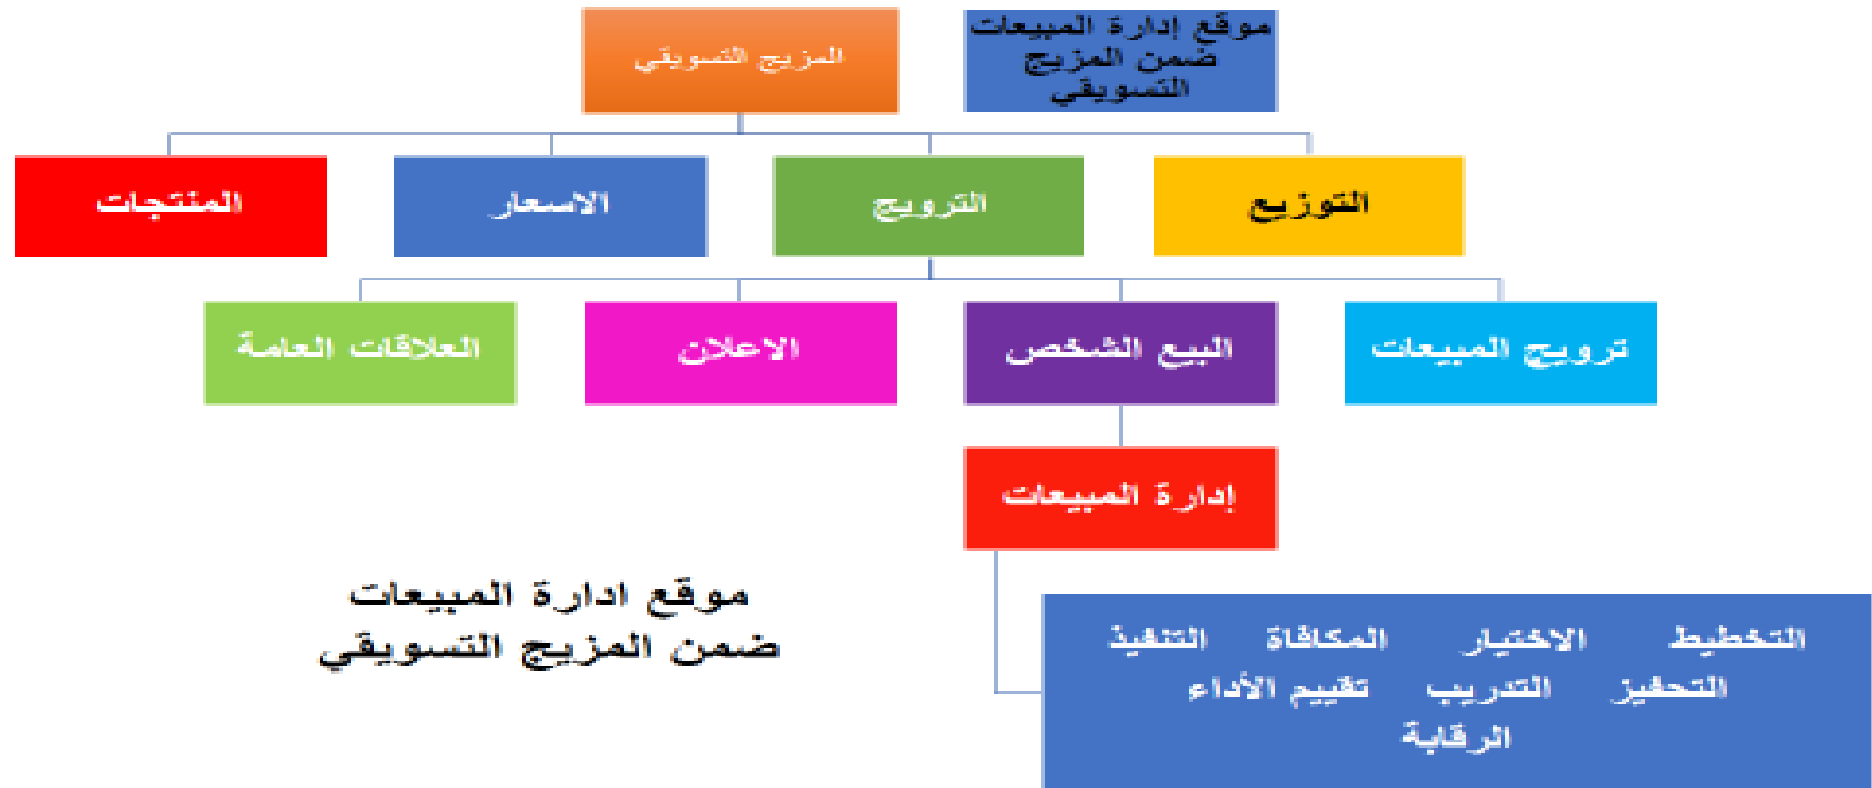 موقع إدارة المبيعات
ضمن المزيج
التسويقي
المزيج التسويقي
التوزيع
الترويج
الاسعار
المنتجات
ترويج المبيعات
البيع الشخص
الاعلان
العلاقات العامة
إدارة المبيعات
التخطيط الاختيار المكافاة التنفيذ
التحفيز التدريب تقييم الأداء
الرقابة
موقع ادارة المبيعات
ضمن المزيج التسويقي